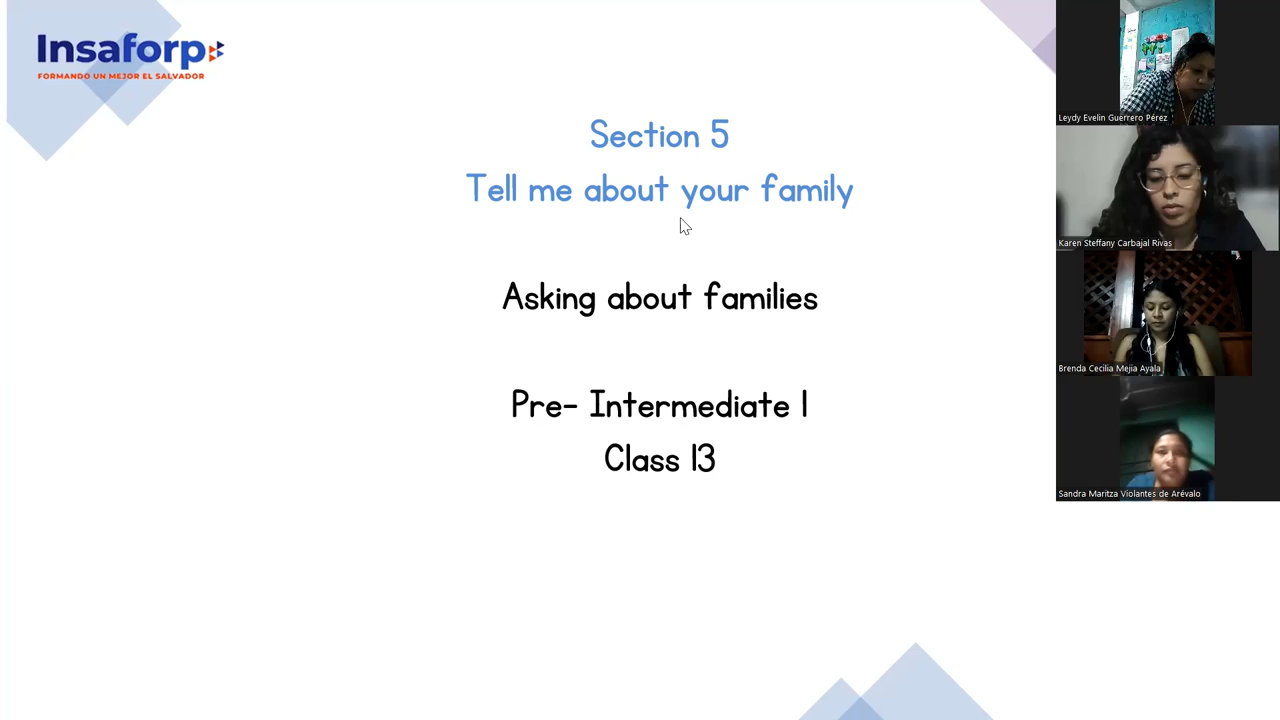 Insaforp
FORMANDO UN MEJOR EL SALVADOR
Section 5
Tell me about your family
Asking about families
Pre- Intermediate 1
Class 13
Leydy Evelin Guerrero Pérez
Karen Steffany Carbajal Rivas
Brenda Cecilia Mejia Ayala
Sandra Maritza Violantes de Arévalo